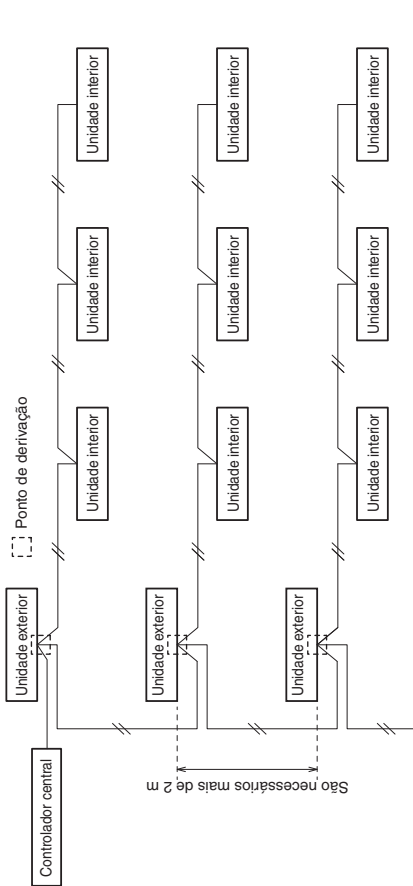 Ponto de derivação
Controlador central
Unidade exterior
Unidade interior
Unidade interior
Unidade interior
Unidade exterior
Unidade interior
Unidade interior
Unidade interior
Unidade exterior
Unidade interior
Unidade interior
Unidade interior
São necessários mais de 2 m